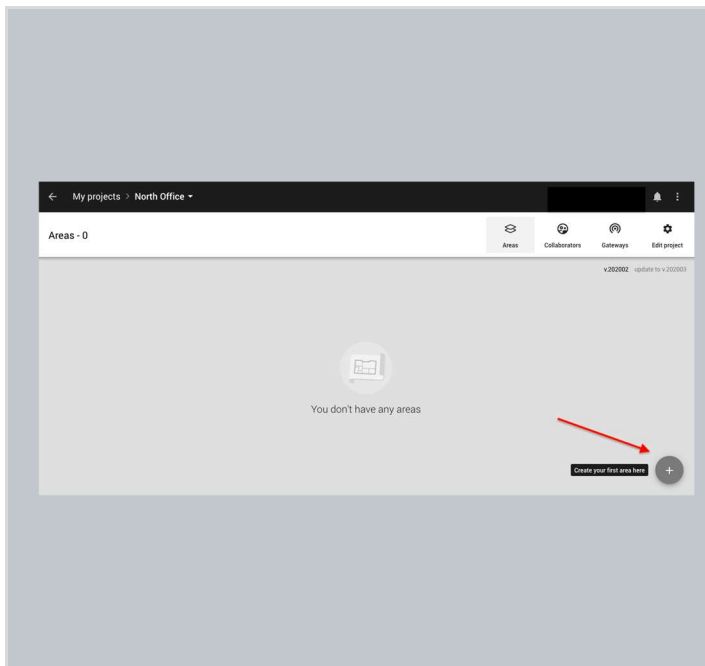 My projects > North Office
Areas - 0
Areas
Collaborators
Gateways
Edit project
v.202002 update to v.202003
You don't have any areas
Create your first area here
+